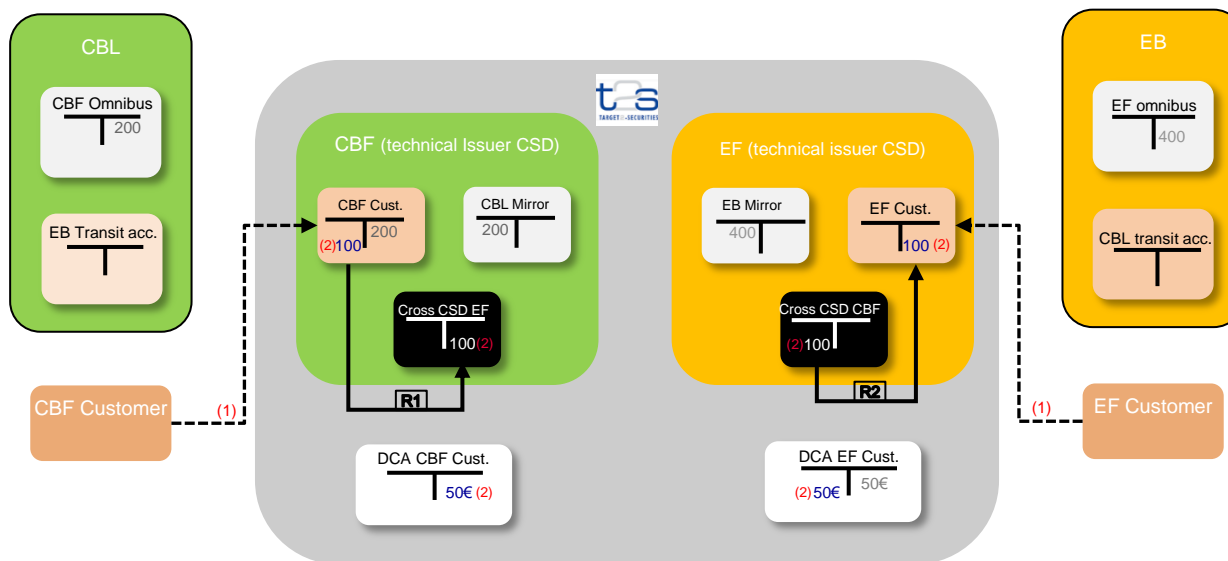 CBL
CBF Omnibus
200
EB Transit acc.
t2s
TARGET2-SECURITIES
CBF (technical Issuer CSD)
CBF Cust.
200
(2)100
CBL Mirror
200
Cross CSD EF
100(2)
R1
EF (technical issuer CSD)
EB Mirror
400
EF Cust.
100 (2)
Cross CSD CBF
(2)100
R2
EB
EF omnibus
400
CBL transit acc.
CBF Customer
(1)
(1)
EF Customer
DCA CBF Cust.
50€ (2)
DCA EF Cust.
(2)50€ 50€